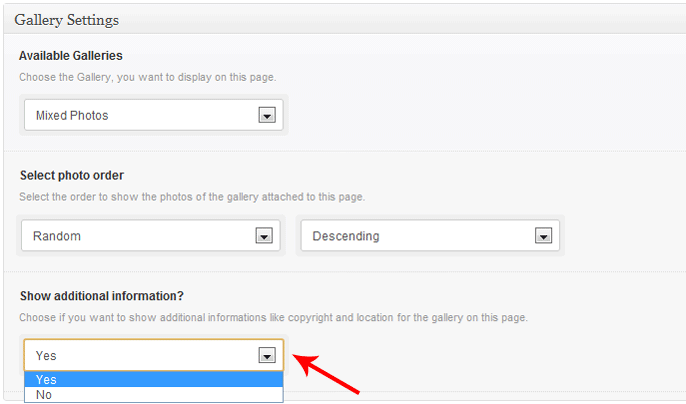 Gallery Settings
Available Galleries
Choose the Gallery, you want to display on this page.
Mixed Photos
Select photo order
Select the order to show the photos of the gallery attached to this page.
Random
Descending
Show additional information?
Choose if you want to show additional informations like copyright and location for the gallery on this page.
Yes
Yes
No